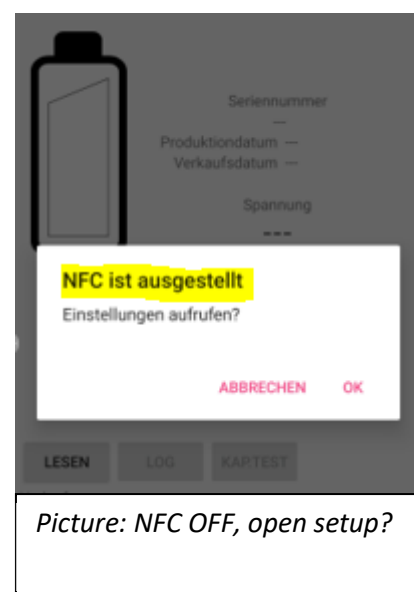 Seriennummer
---
Produktiondatum ---
Verkaufsdatum ---
Spannung
---
NFC ist ausgestellt
Einstellungen aufrufen?
ABBRECHEN OK
LESEN LOG KAP.TEST
Picture: NFC OFF, open setup?